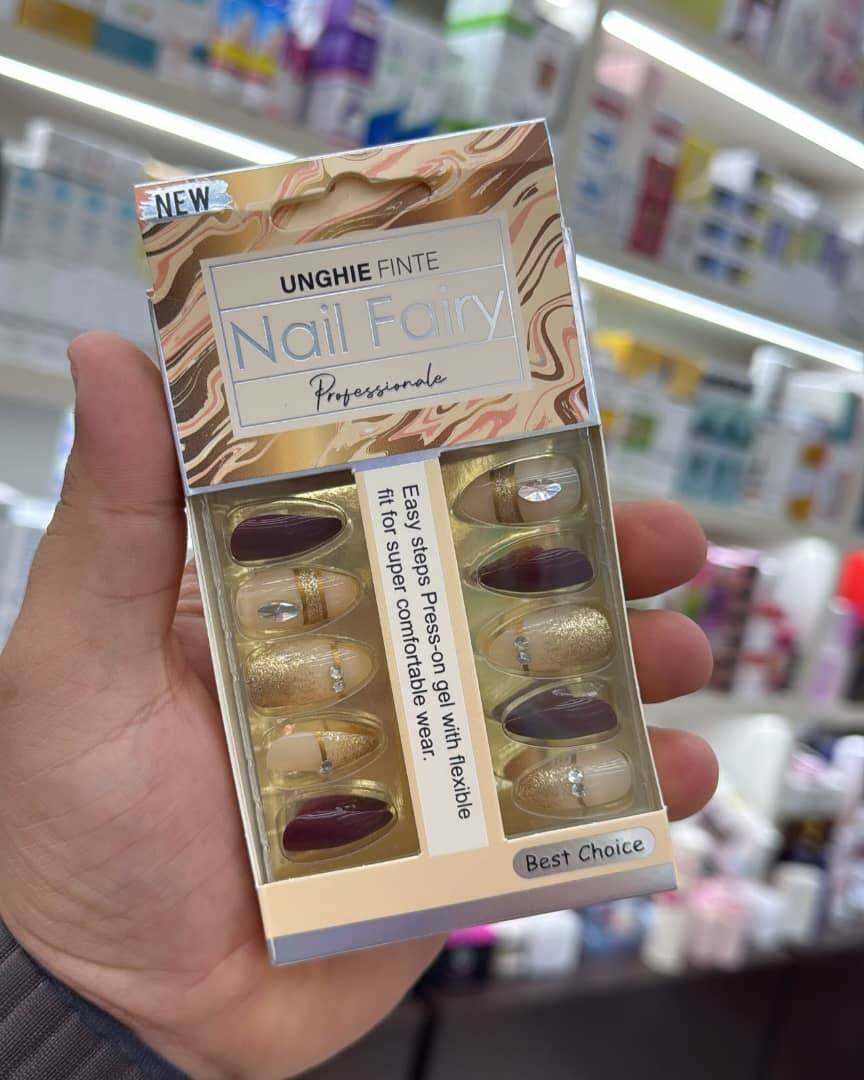 NEW
UNGHIE FINTE
Nail Fairy
Professionale
Easy steps Press-on gel with flexible
fit for super comfortable wear.
Best Choice